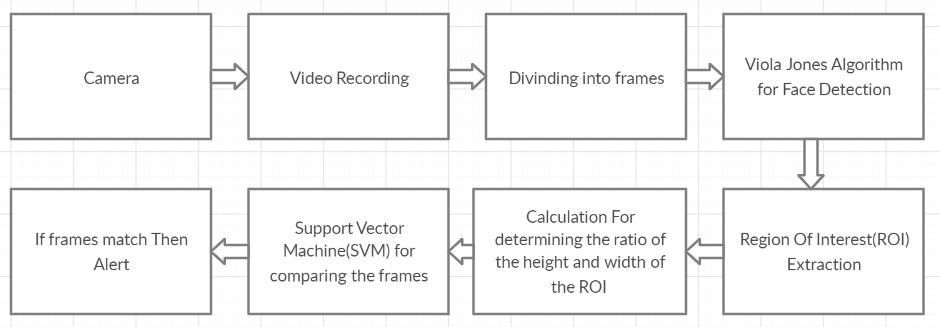 Camera
Video Recording
Divinding into frames
Viola Jones Algorithm
for Face Detection
If frames match Then
Alert
Support Vector
Machine(SVM) for
comparing the frames
Calculation For
determining the ratio of
the height and width of
the ROI
Region Of Interest(ROI)
Extraction